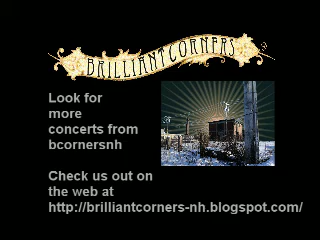 BRILLIANTCORNERS
Look for
more
concerts from
bcornersnh
Check us out on
the web at
http://brilliantcorners-nh.blogspot.com/